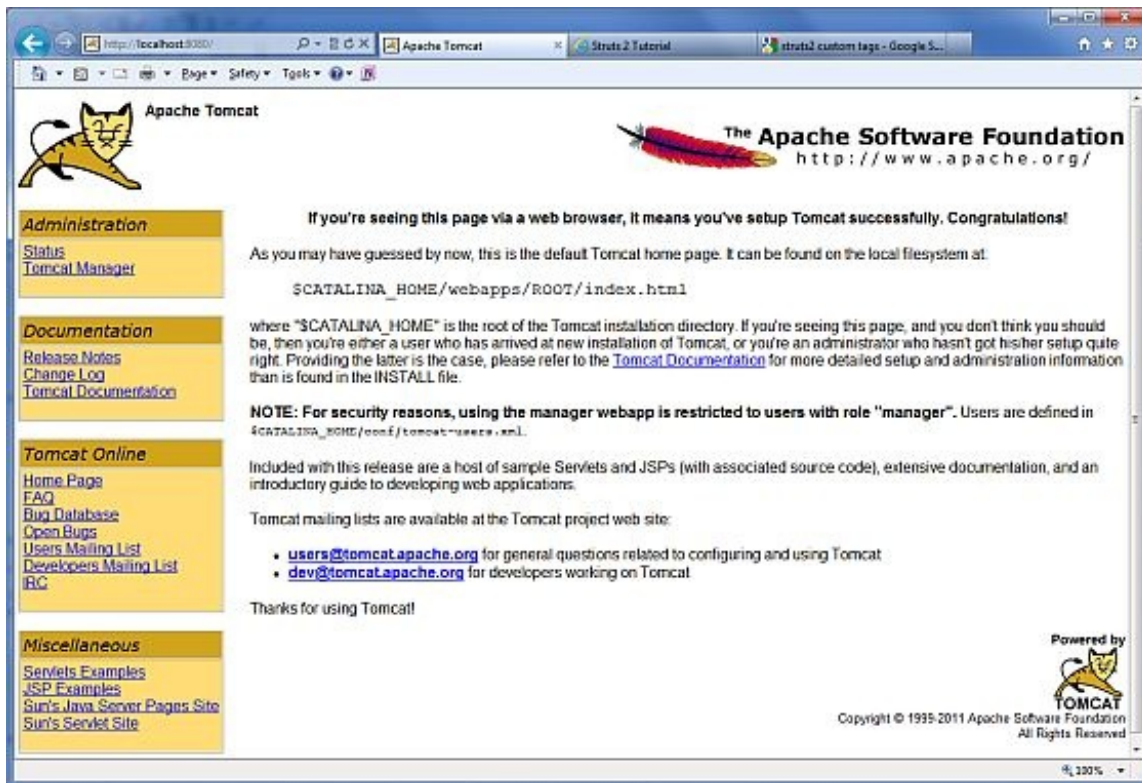 http://localhost:8080/
Apache Tomcat
Struts 2 Tutorial
struts2 custom tags - Google S...
Page
Safety
Tools
Apache Tomcat
The Apache Software Foundation
http://www.apache.org/
Administration
Status
Tomcat Manager
Documentation
Release Notes
Change Log
Tomcat Documentation
Tomcat Online
Home Page
FAQ
Bug Database
Open Bugs
Users Mailing List
Developers Mailing List
IRC
Miscellaneous
Servlets Examples
JSP Examples
Sun's Java Server Pages Site
Sun's Servlet Site
If you're seeing this page via a web browser, it means you've setup Tomcat successfully. Congratulations!
As you may have guessed by now, this is the default Tomcat home page. It can be found on the local filesystem at:
$CATALINA_HOME/webapps/ROOT/index.html
where "$CATALINA_HOME" is the root of the Tomcat installation directory. If you're seeing this page, and you don't think you should
be, then you're either a user who has arrived at new installation of Tomcat, or you're an administrator who hasn't got his/her setup quite
right. Providing the latter is the case, please refer to the Tomcat Documentation for more detailed setup and administration information
than is found in the INSTALL file.
NOTE: For security reasons, using the manager webapp is restricted to users with role "manager". Users are defined in
$CATALINA_HOME/conf/tomcat-users.xml.
Included with this release are a host of sample Servlets and JSPs (with associated source code), extensive documentation, and an
introductory guide to developing web applications.
Tomcat mailing lists are available at the Tomcat project web site:
• users@tomcat.apache.org for general questions related to configuring and using Tomcat
• dev@tomcat.apache.org for developers working on Tomcat
Thanks for using Tomcat!
Powered by
TOMCAT
Copyright © 1999-2011 Apache Software Foundation
All Rights Reserved
100%